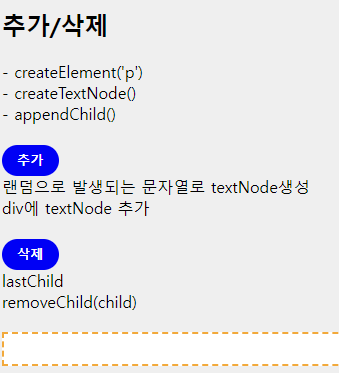 추가/삭제
- createElement('p')
- createTextNode()
- appendChild()
추가
랜덤으로 발생되는 문자열로 textNode생성
div에 textNode 추가
삭제
lastChild
removeChild(child)